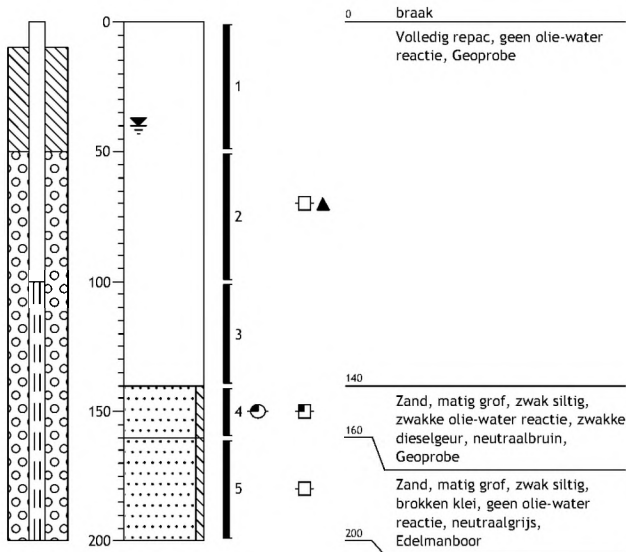 0
50
100
150
200
1
2
3
4
5
0 braak
Volledig repac, geen olie-water
reactie, Geoprobe
140
Zand, matig grof, zwak siltig,
zwakke olie-water reactie, zwakke
dieselgeur, neutraalbruin,
Geoprobe
160
Zand, matig grof, zwak siltig,
brokken klei, geen olie-water
reactie, neutraalgrijs,
Edelmanboor
200